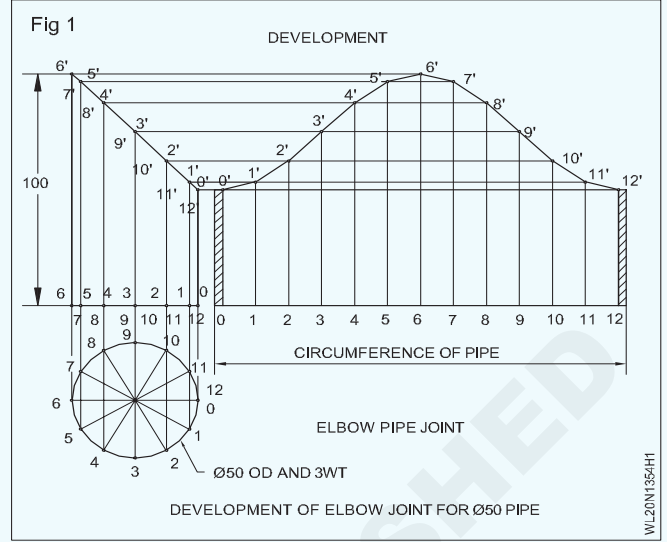 Fig 1
DEVELOPMENT
6' 5' 6'
7' 5' 7'
8' 4' 4' 8'
3' 3' 9'
9'
2' 2' 10'
10'
1' 1' 11'
0' 0' 12'
11'
12'
100
6 5 4 3 2 1 0
7 8 9 10 11 12 0 1 2 3 4 5 6 7 8 9 10 11 12
9
8 10
CIRCUMFERENCE OF PIPE
7 11
12
6 0
ELBOW PIPE JOINT
5 1
4 2
3
Ø50 OD AND 3WT
DEVELOPMENT OF ELBOW JOINT FOR Ø50 PIPE
WL20N1354H1
SHED